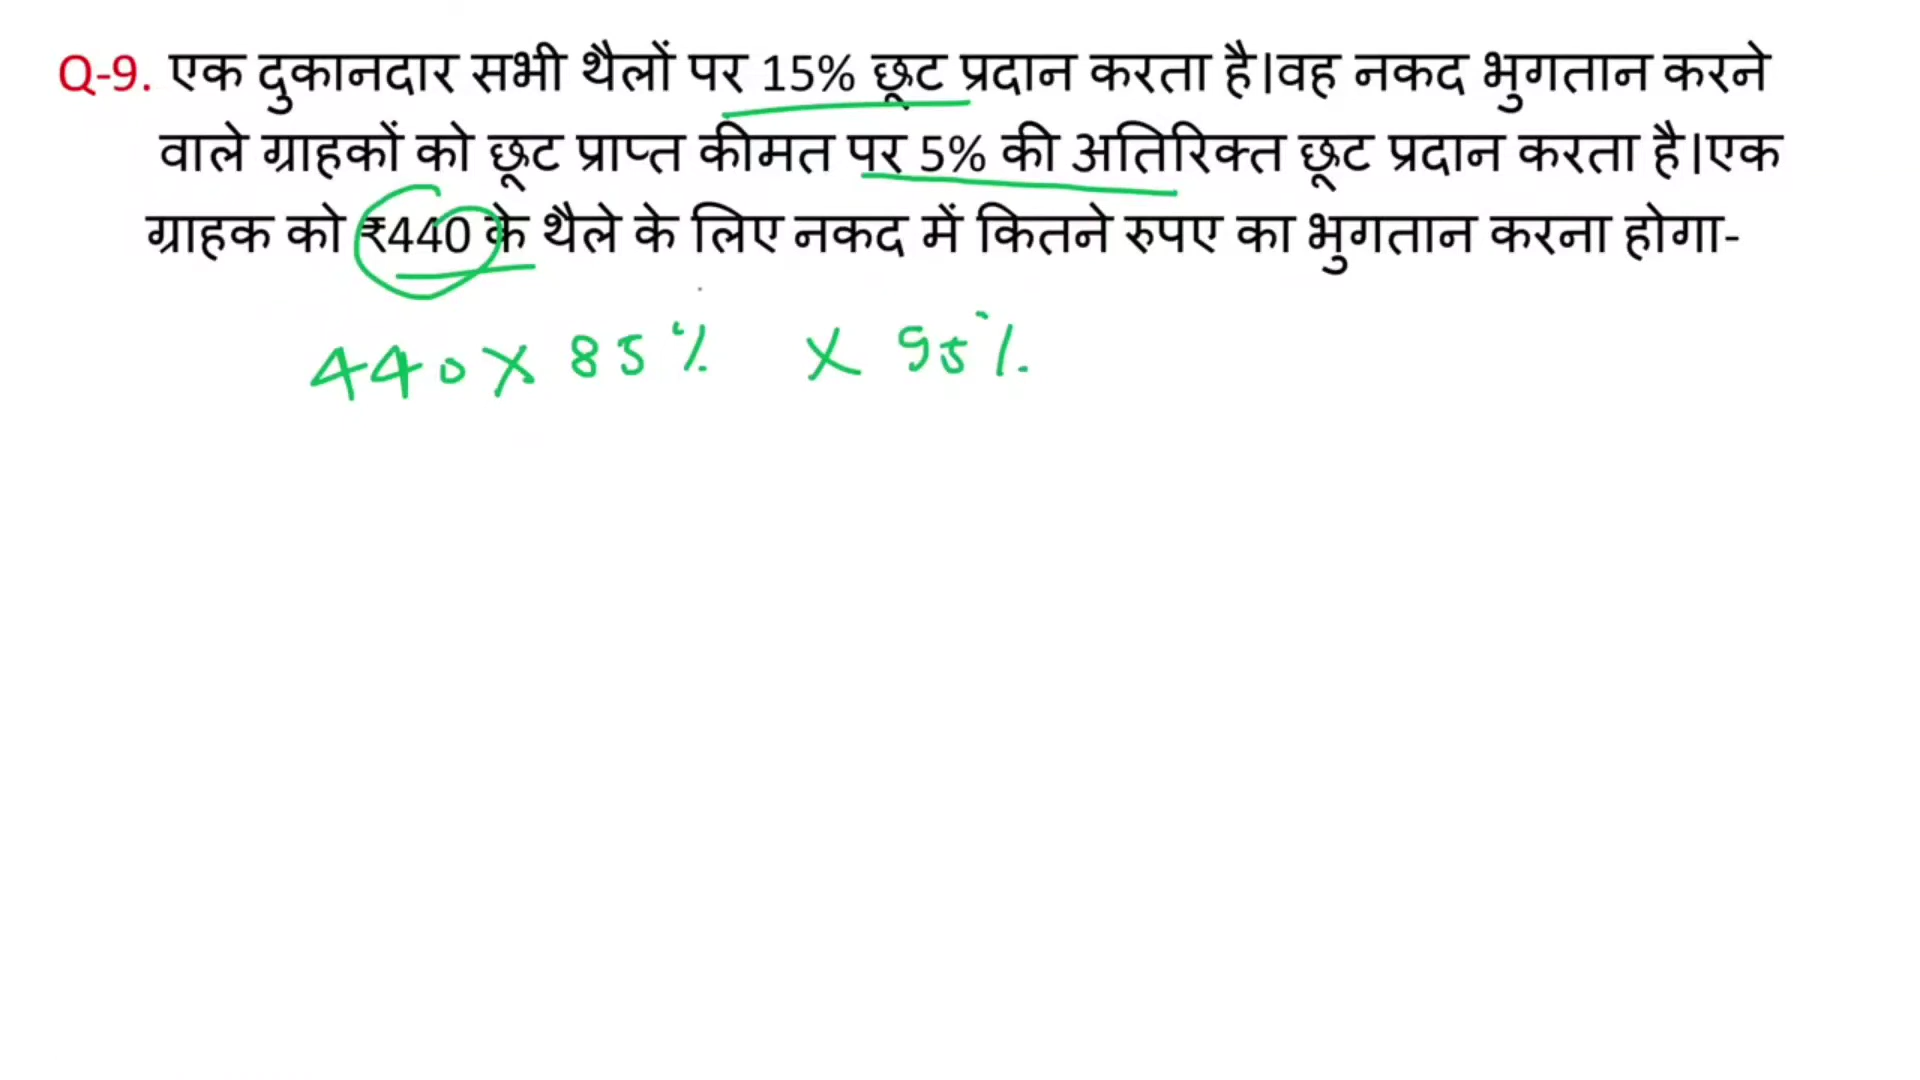 Q-9. एक दुकानदार सभी थैलों पर 15% छूट प्रदान करता है।वह नकद भुगतान करने
वाले ग्राहकों को छूट प्राप्त कीमत पर 5% की अतिरिक्त छूट प्रदान करता है।एक
ग्राहक को ₹440 के थैले के लिए नकद में कितने रुपए का भुगतान करना होगा-
440 X 85% X 95%